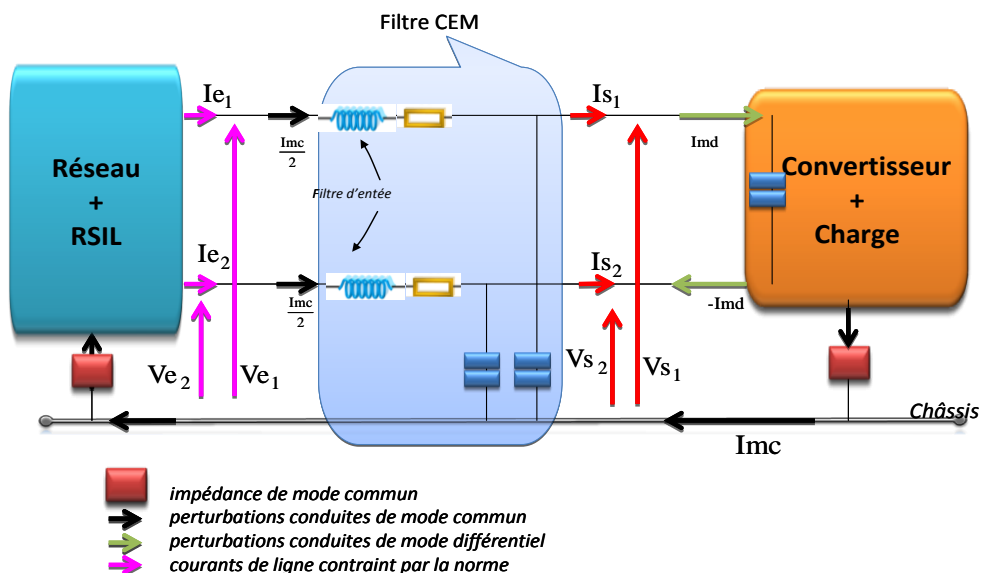 Filtre CEM
Réseau
+
RSIL
Ie1
Imc
2
Is1
Imd
Convertisseur
+
Charge
Filtre d'entée
Ie2
Imc
2
Is2
-Imd
Ve2
Ve1
Vs2
Vs1
Châssis
Imc
impédance de mode commun
perturbations conduites de mode commun
perturbations conduites de mode différentiel
courants de ligne contraint par la norme